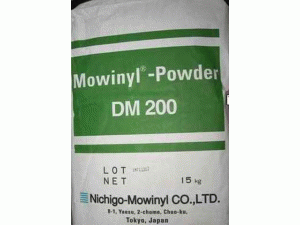 Mowinyl®-Powder
DM 200
LOT
NET 15 kg
Nichigo-Mowinyl CO.,LTD.
Tokyo, Japan